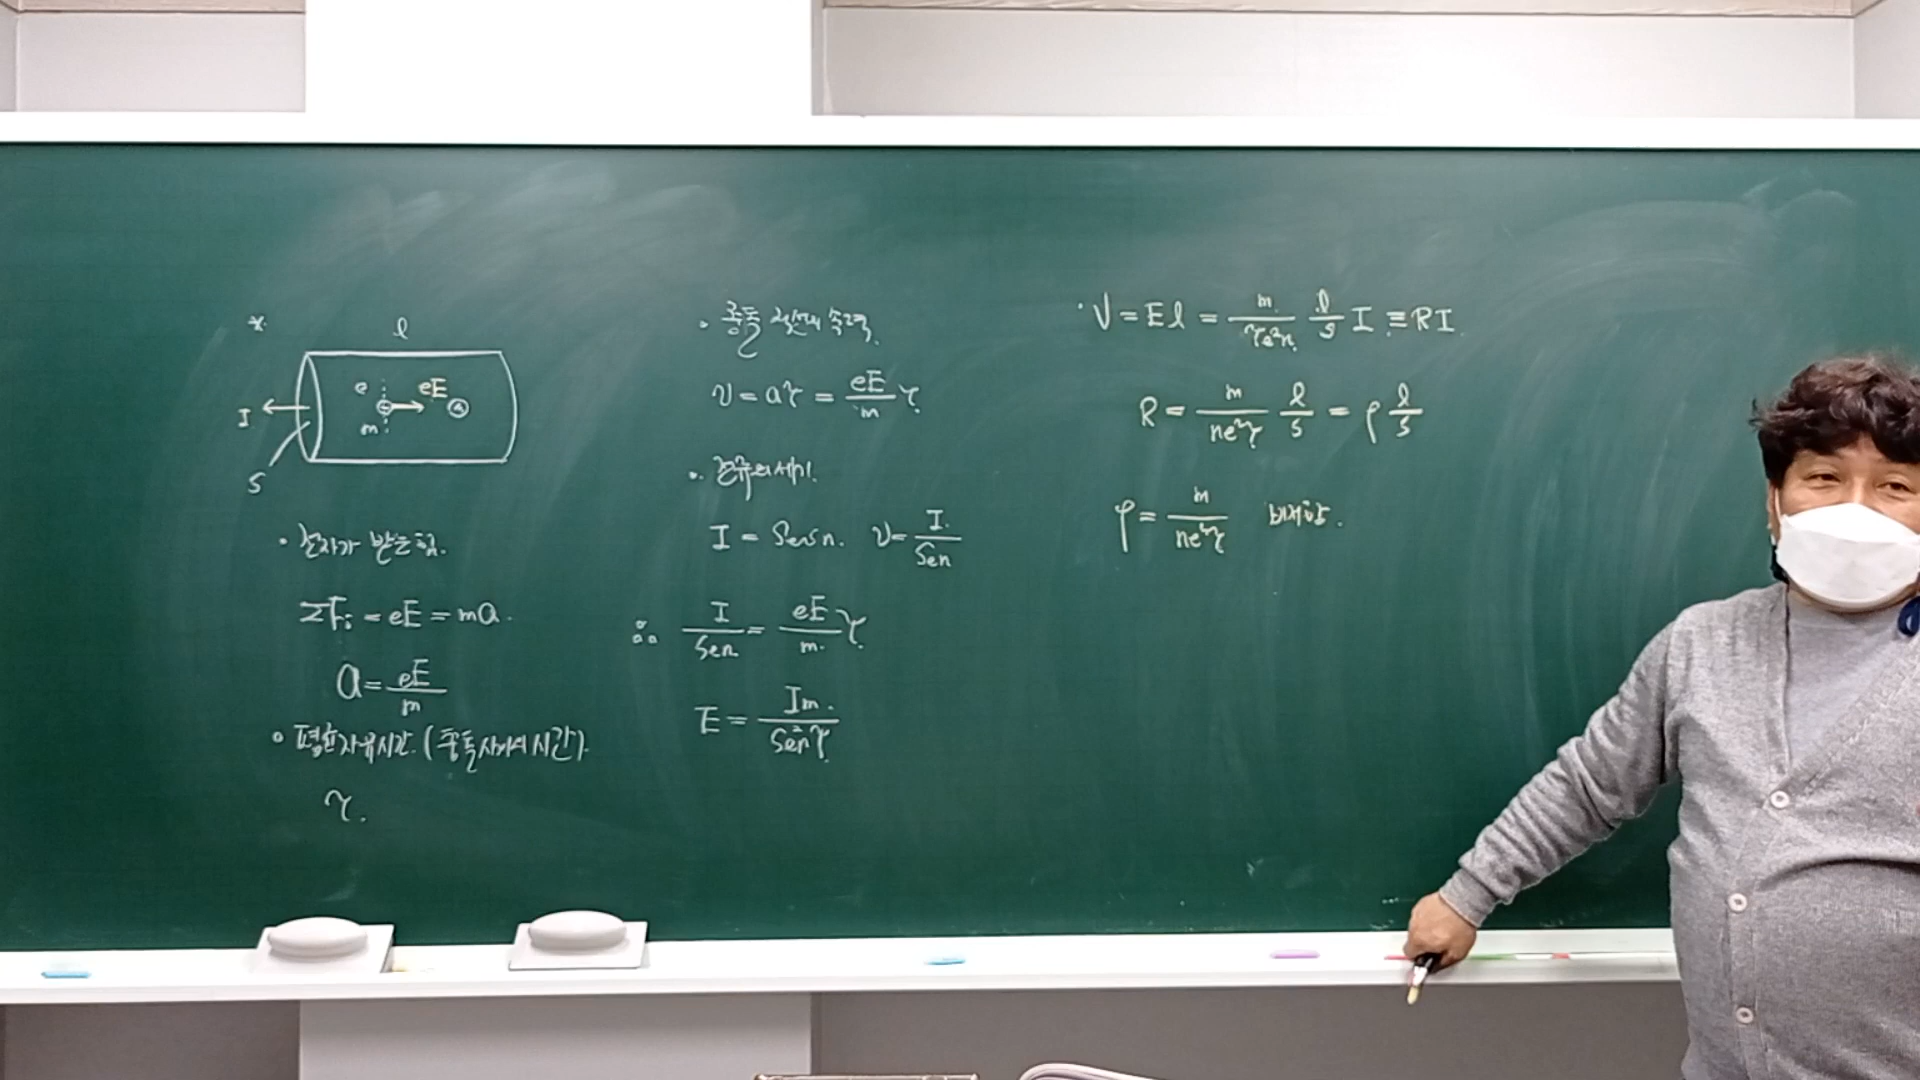 *
l
e eE
I
m
S
· 전자가 받는 힘.
ΣFᵢ = eE = ma.
a = eE/m
∘ 평균자유시간. (충돌사이의 시간).
τ.
· 충돌 직전의 속력.
v = aτ = eE/m τ
· 전류의 세기.
I = Sevn. v = I/Sen
∴ I/Sen = eE/m τ
E = Im/Se²nτ
· V = El = m/τe²n l/S I ≡ RI
R = m/ne²τ l/S = ρ l/S
ρ = m/ne²τ 비저항.